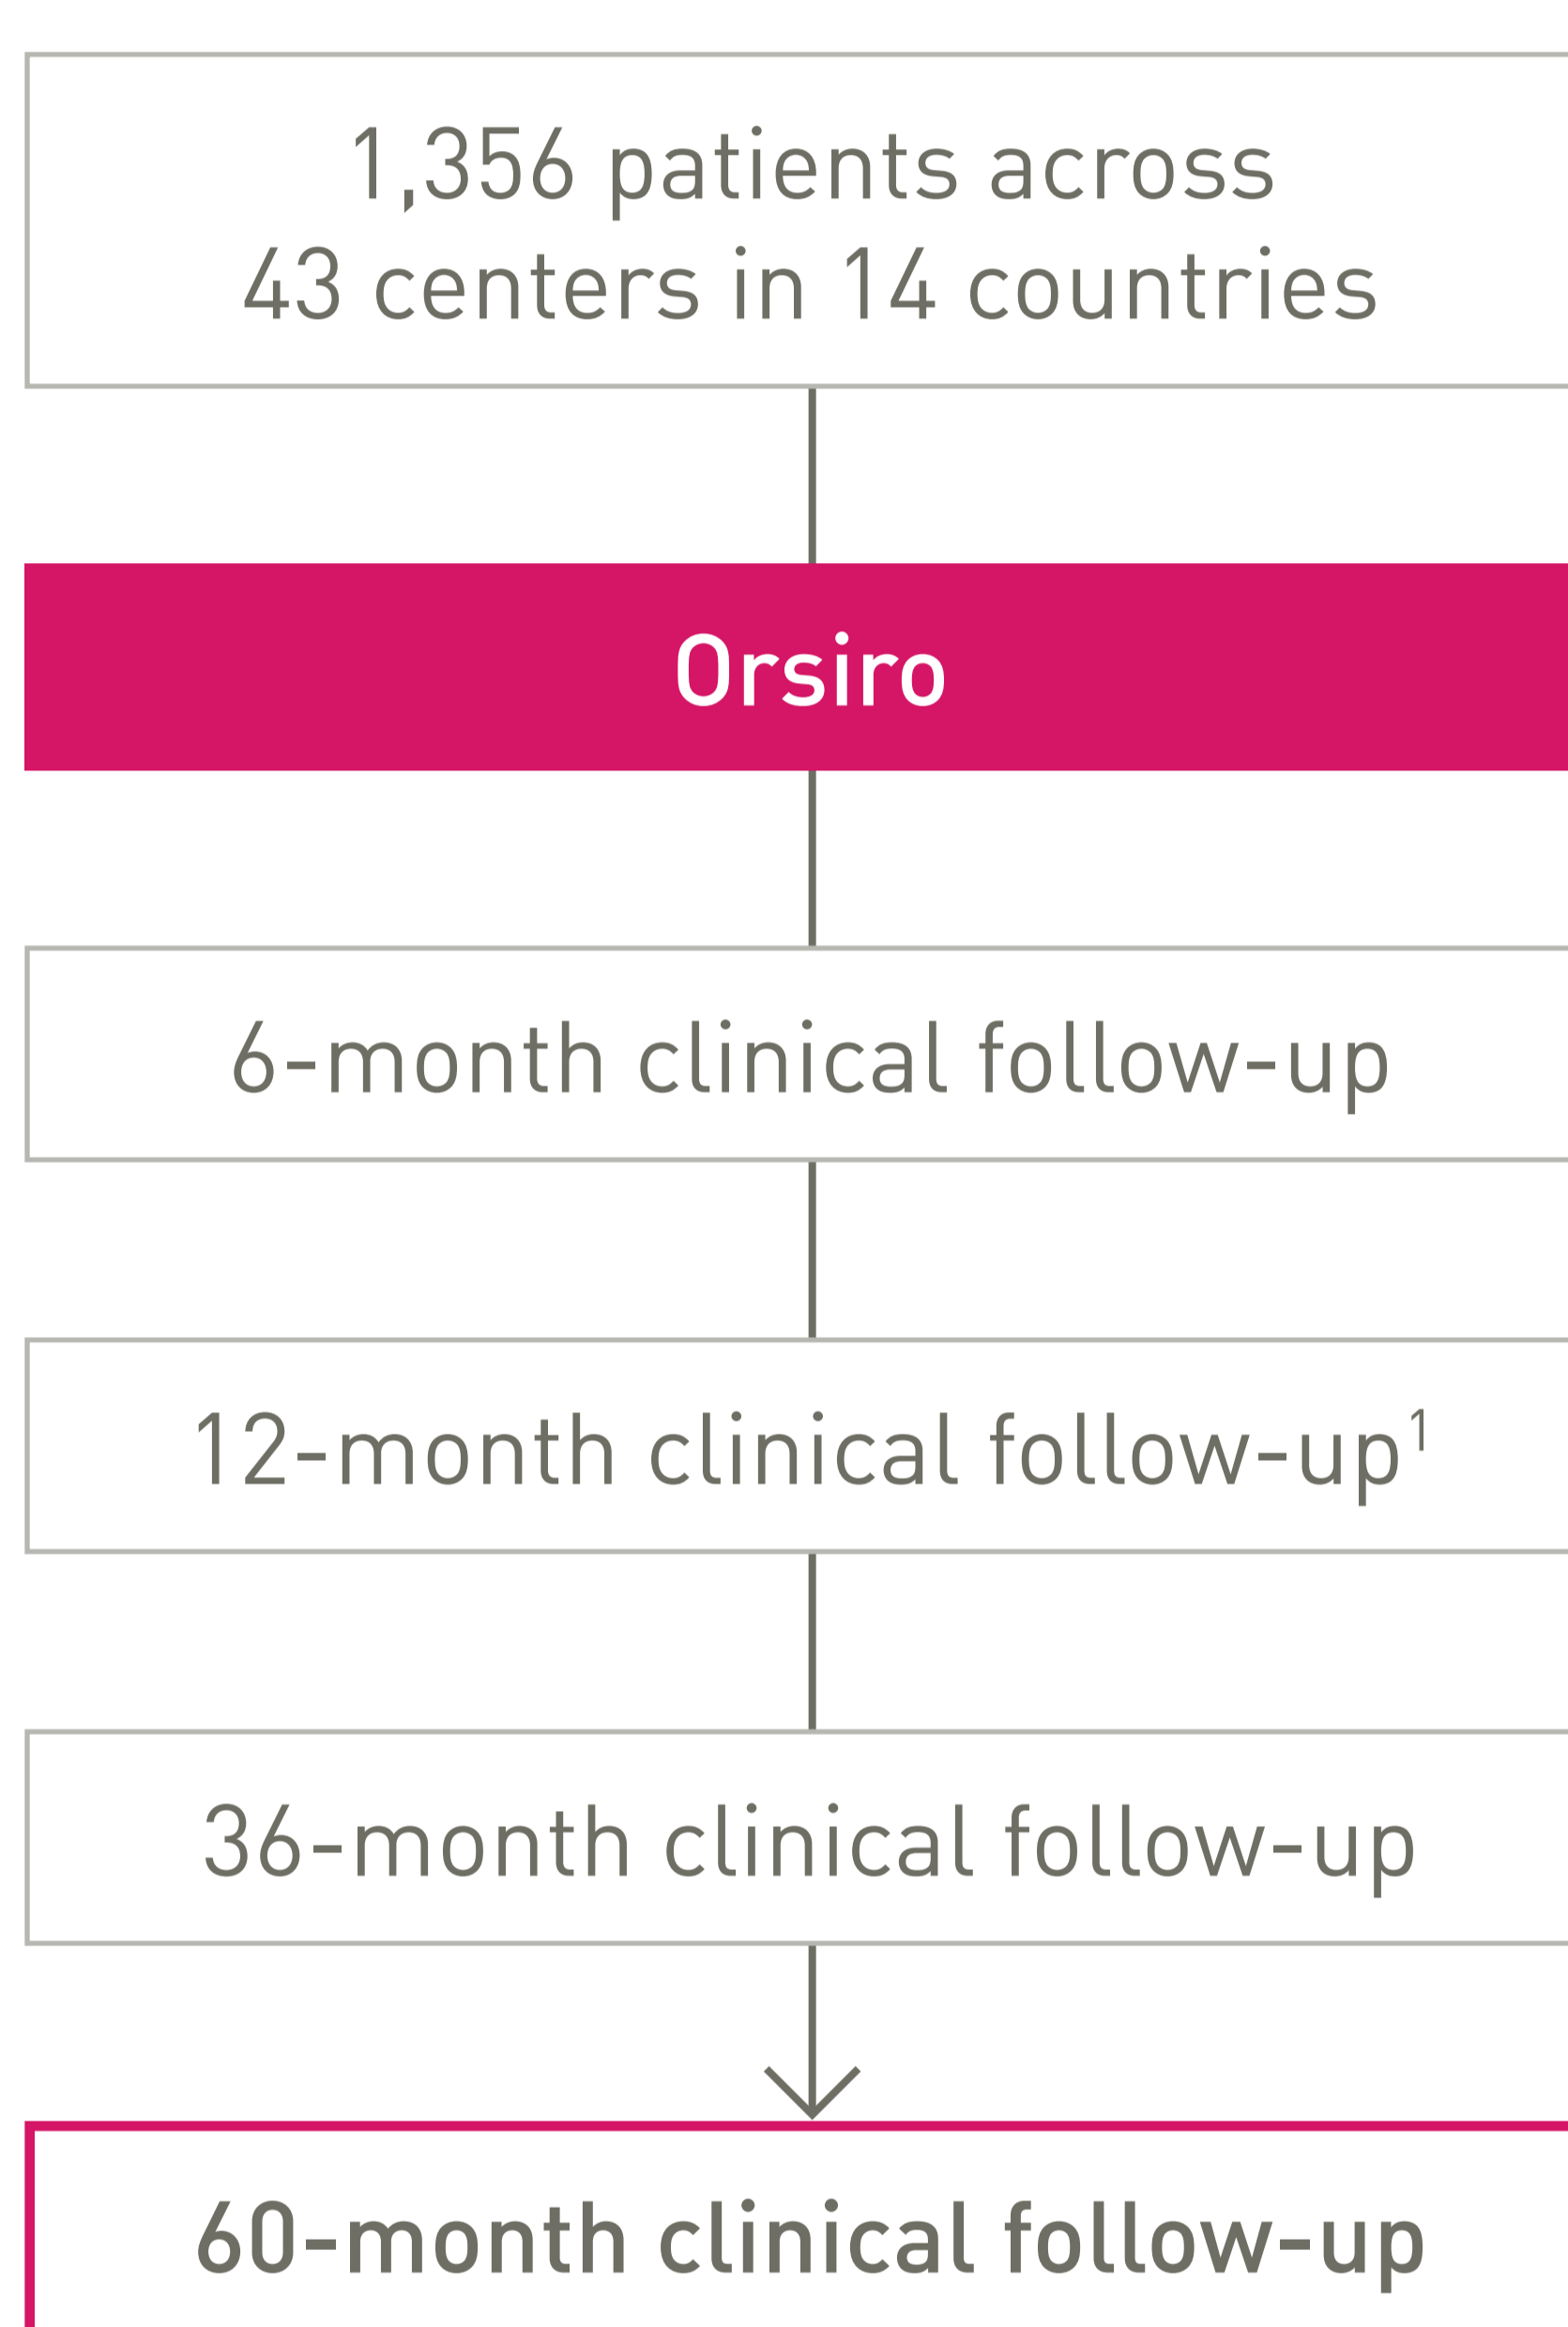 1,356 patients across
43 centers in 14 countries
Orsiro
6-month clinical follow-up
12-month clinical follow-up¹
36-month clinical follow-up
60-month clinical follow-up